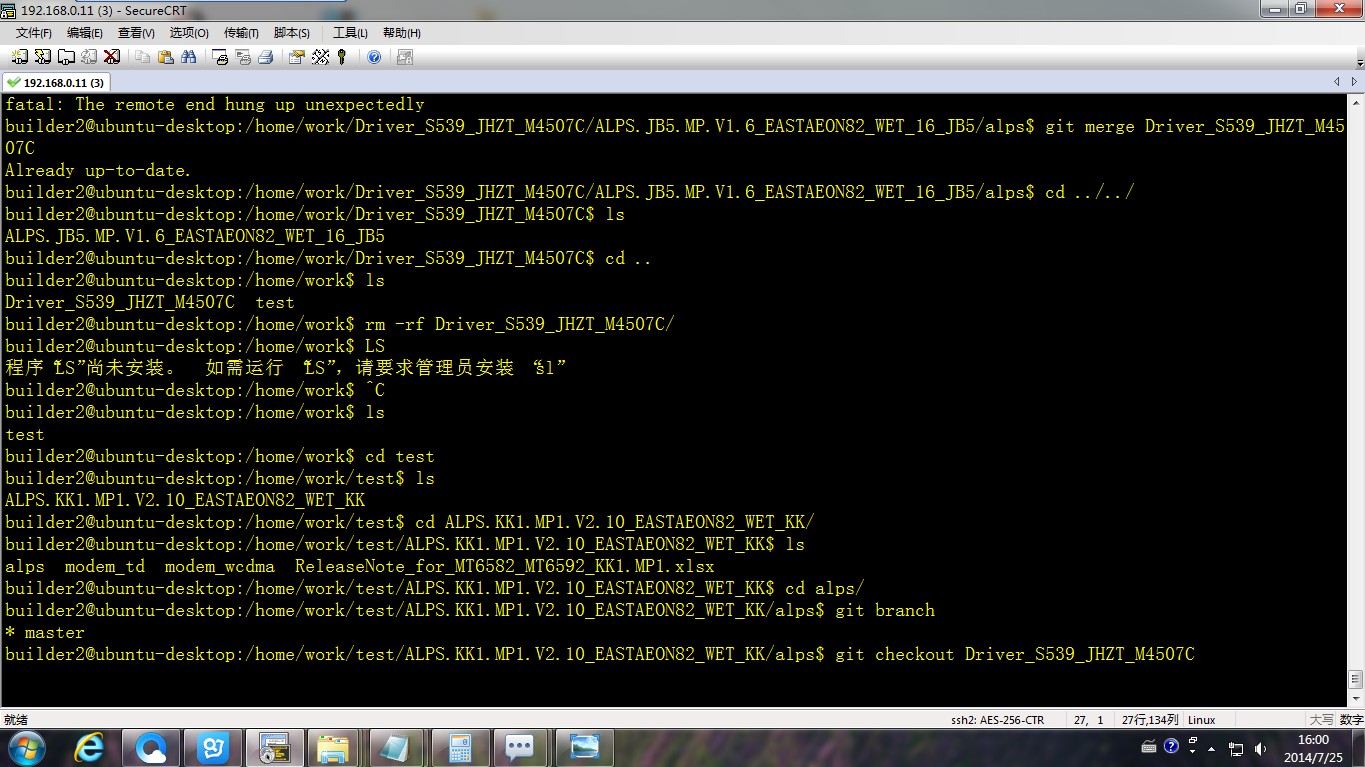 192.168.0.11 (3) - SecureCRT
文件(F) 编辑(E) 查看(V) 选项(O) 传输(T) 脚本(S) 工具(L) 帮助(H)
192.168.0.11 (3)
fatal: The remote end hung up unexpectedly
builder2@ubuntu-desktop:/home/work/Driver_S539_JHZT_M4507C/ALPS.JB5.MP.V1.6_EASTAEON82_WET_16_JB5/alps$ git merge Driver_S539_JHZT_M45
07C
Already up-to-date.
builder2@ubuntu-desktop:/home/work/Driver_S539_JHZT_M4507C/ALPS.JB5.MP.V1.6_EASTAEON82_WET_16_JB5/alps$ cd ../../
builder2@ubuntu-desktop:/home/work/Driver_S539_JHZT_M4507C$ ls
ALPS.JB5.MP.V1.6_EASTAEON82_WET_16_JB5
builder2@ubuntu-desktop:/home/work/Driver_S539_JHZT_M4507C$ cd ..
builder2@ubuntu-desktop:/home/work$ ls
Driver_S539_JHZT_M4507C  test
builder2@ubuntu-desktop:/home/work$ rm -rf Driver_S539_JHZT_M4507C/
builder2@ubuntu-desktop:/home/work$ LS
程序“LS”尚未安装。 如需运行 “LS”，请要求管理员安装 “sl”
builder2@ubuntu-desktop:/home/work$ ^C
builder2@ubuntu-desktop:/home/work$ ls
test
builder2@ubuntu-desktop:/home/work$ cd test
builder2@ubuntu-desktop:/home/work/test$ ls
ALPS.KK1.MP1.V2.10_EASTAEON82_WET_KK
builder2@ubuntu-desktop:/home/work/test$ cd ALPS.KK1.MP1.V2.10_EASTAEON82_WET_KK/
builder2@ubuntu-desktop:/home/work/test/ALPS.KK1.MP1.V2.10_EASTAEON82_WET_KK$ ls
alps  modem_td  modem_wcdma  ReleaseNote_for_MT6582_MT6592_KK1.MP1.xlsx
builder2@ubuntu-desktop:/home/work/test/ALPS.KK1.MP1.V2.10_EASTAEON82_WET_KK$ cd alps/
builder2@ubuntu-desktop:/home/work/test/ALPS.KK1.MP1.V2.10_EASTAEON82_WET_KK/alps$ git branch
* master
builder2@ubuntu-desktop:/home/work/test/ALPS.KK1.MP1.V2.10_EASTAEON82_WET_KK/alps$ git checkout Driver_S539_JHZT_M4507C
就绪 ssh2: AES-256-CTR 27, 1 27行,134列 Linux 大写 数字
16:00
2014/7/25